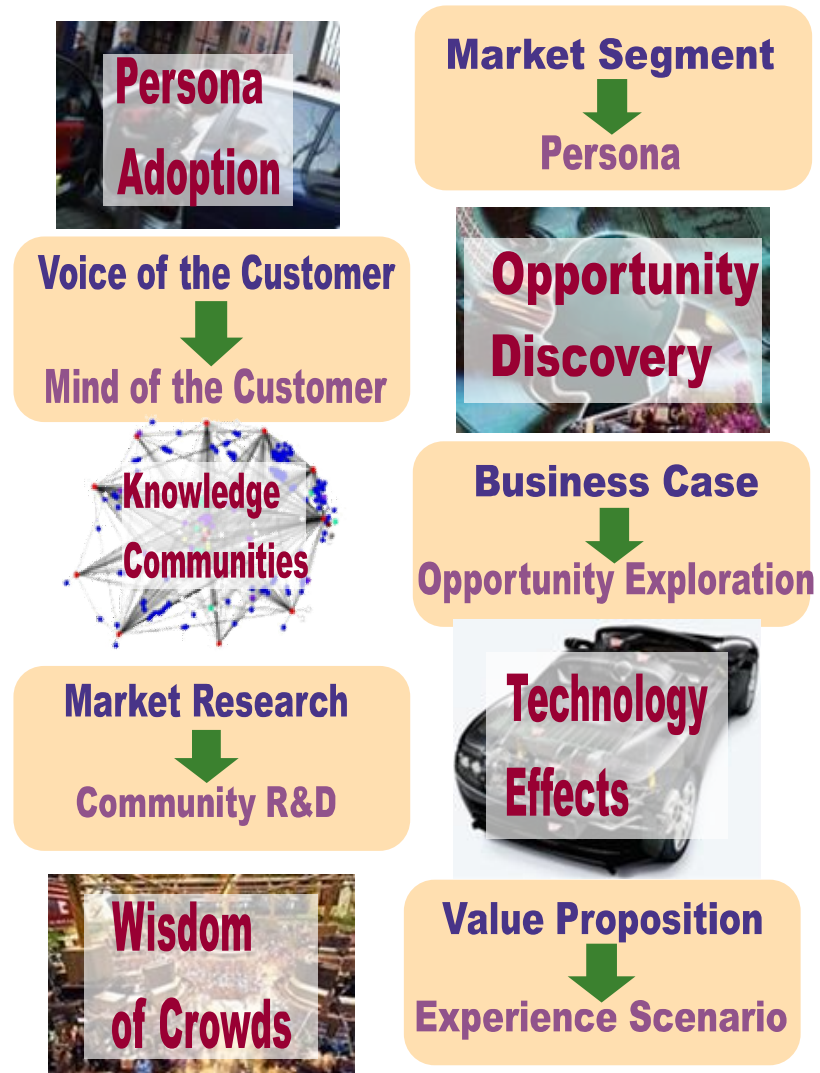 Persona
Adoption
Market Segment
Persona
Voice of the Customer
Mind of the Customer
Opportunity
Discovery
Knowledge
Communities
Business Case
Opportunity Exploration
Market Research
Community R&D
Technology
Effects
Wisdom
of Crowds
Value Proposition
Experience Scenario